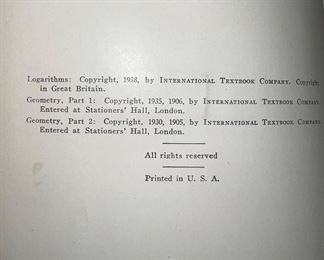 Logarithms: Copyright, 1938, by INTERNATIONAL TEXTBOOK COMPANY. Copyright
in Great Britain.
Geometry, Part 1: Copyright, 1935, 1906, by INTERNATIONAL TEXTBOOK COMPANY.
Entered at Stationers' Hall, London.
Geometry, Part 2: Copyright, 1930, 1905, by INTERNATIONAL TEXTBOOK COMPANY.
Entered at Stationers' Hall, London.
All rights reserved
Printed in U. S. A.